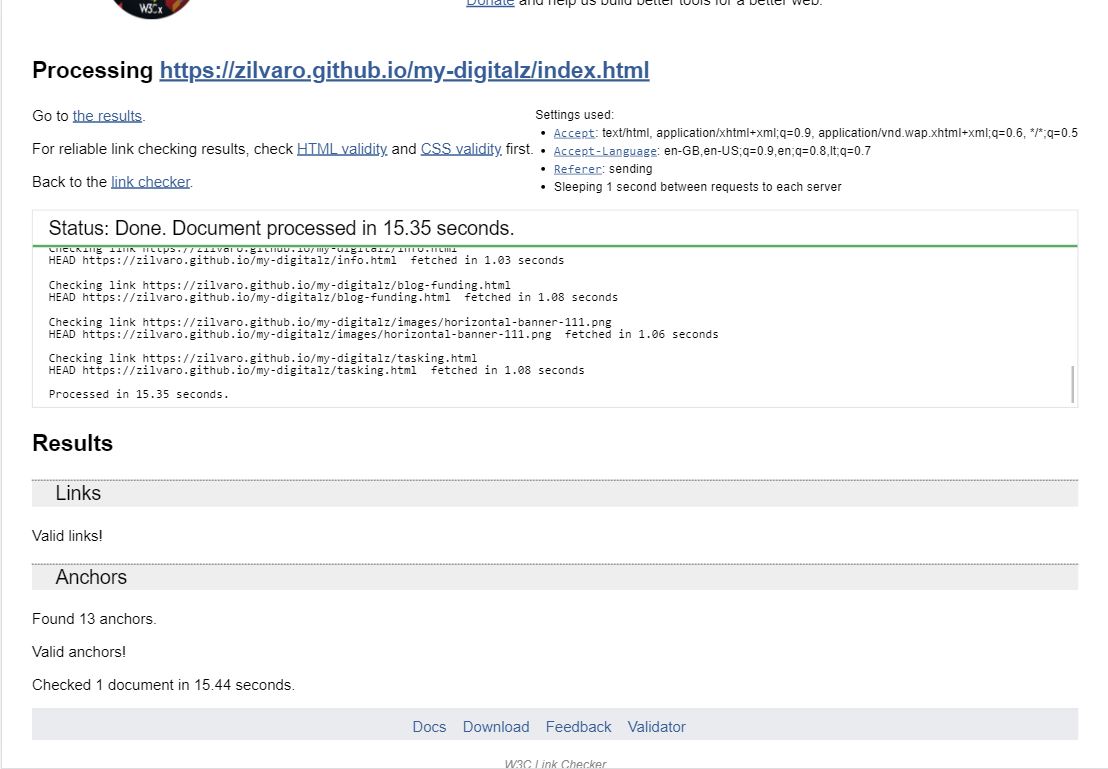 W3Cx
Donate and help us build better tools for a better web.
Processing https://zilvaro.github.io/my-digitalz/index.html
Go to the results.
For reliable link checking results, check HTML validity and CSS validity first.
Back to the link checker.
Settings used:
• Accept: text/html, application/xhtml+xml;q=0.9, application/vnd.wap.xhtml+xml;q=0.6, */*;q=0.5
• Accept-Language: en-GB,en-US;q=0.9,en;q=0.8,lt;q=0.7
• Referer: sending
• Sleeping 1 second between requests to each server
Status: Done. Document processed in 15.35 seconds.
Checking link https://zilvaro.github.io/my-digitalz/info.html
HEAD https://zilvaro.github.io/my-digitalz/info.html  fetched in 1.03 seconds
Checking link https://zilvaro.github.io/my-digitalz/blog-funding.html
HEAD https://zilvaro.github.io/my-digitalz/blog-funding.html  fetched in 1.08 seconds
Checking link https://zilvaro.github.io/my-digitalz/images/horizontal-banner-111.png
HEAD https://zilvaro.github.io/my-digitalz/images/horizontal-banner-111.png  fetched in 1.06 seconds
Checking link https://zilvaro.github.io/my-digitalz/tasking.html
HEAD https://zilvaro.github.io/my-digitalz/tasking.html  fetched in 1.08 seconds
Processed in 15.35 seconds.
Results
Links
Valid links!
Anchors
Found 13 anchors.
Valid anchors!
Checked 1 document in 15.44 seconds.
Docs Download Feedback Validator
W3C Link Checker